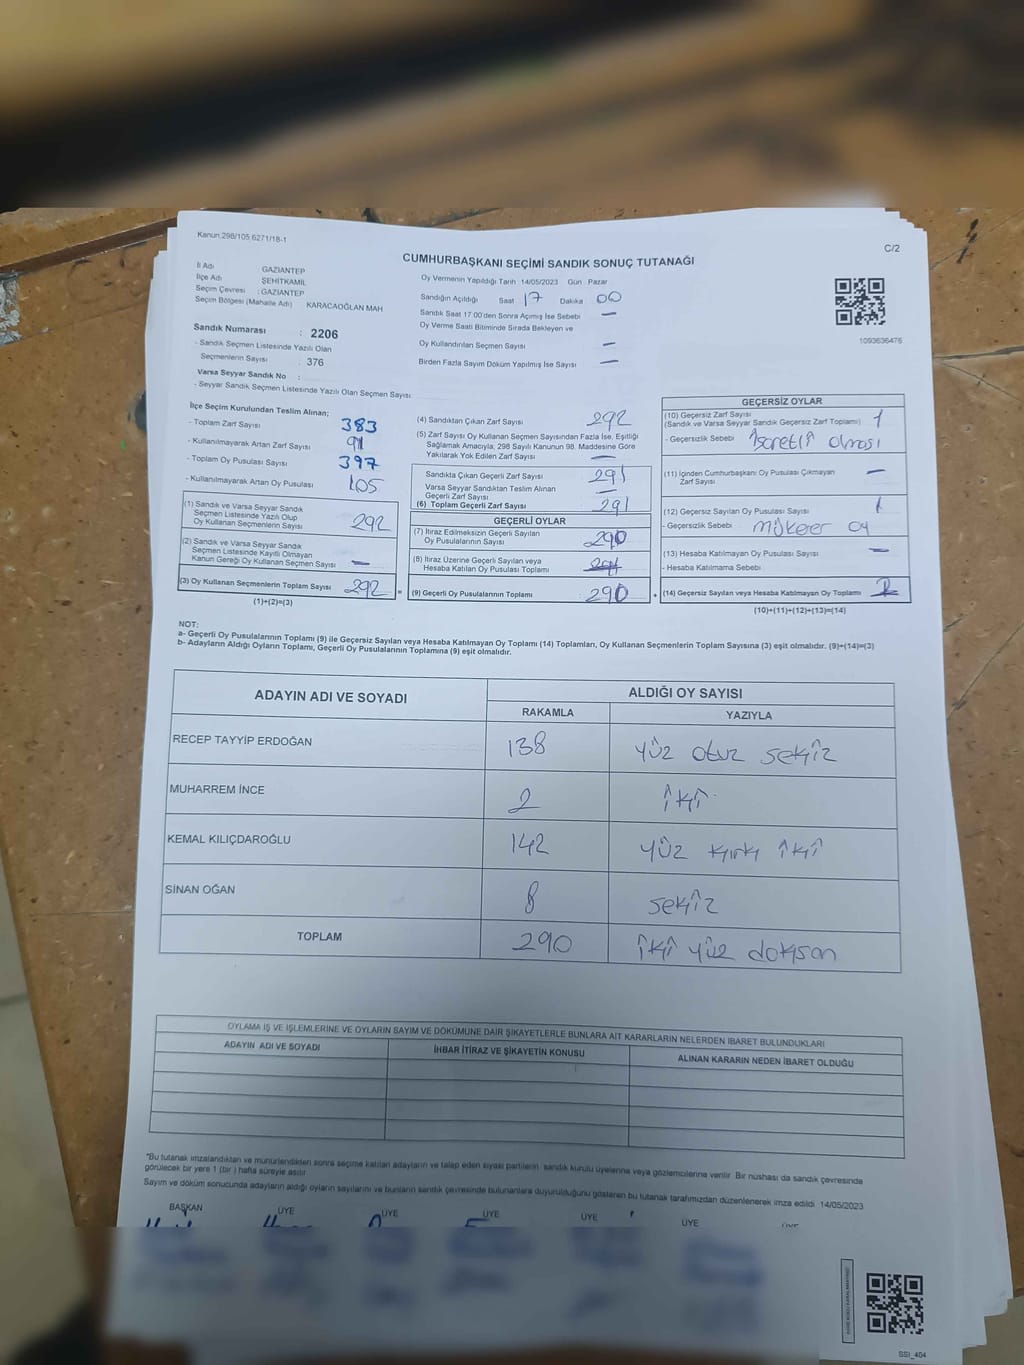 Kanun.298/105.6271/18-1
C/2
CUMHURBAŞKANI SEÇİMİ SANDIK SONUÇ TUTANAĞI
İl Adı GAZİANTEP
İlçe Adı ŞEHİTKAMİL
Seçim Çevresi : GAZİANTEP
Seçim Bölgesi (Mahalle Adı) KARACAOĞLAN MAH
Oy Vermenin Yapıldığı Tarih 14/05/2023 Gün Pazar
Sandığın Açıldığı Saat 17 Dakika 00
Sandık Saat 17:00'den Sonra Açımış İse Sebebi —
Oy Verme Saati Bitiminde Sırada Bekleyen ve
Oy Kullandırılan Seçmen Sayısı —
Birden Fazla Sayım Döküm Yapılmış İse Sayısı —
1093636476
Sandık Numarası : 2206
- Sandık Seçmen Listesinde Yazılı Olan
Seçmenlerin Sayısı : 376
Varsa Seyyar Sandık No :
- Seyyar Sandık Seçmen Listesinde Yazılı Olan Seçmen Sayısı
İlçe Seçim Kurulundan Teslim Alınan;
- Toplam Zarf Sayısı 383
- Kullanılmayarak Artan Zarf Sayısı 91
- Toplam Oy Pusulası Sayısı 397
- Kullanılmayarak Artan Oy Pusulası 105
(1) Sandık ve Varsa Seyyar Sandık
Seçmen Listesinde Yazılı Olup
Oy Kullanan Seçmenlerin Sayısı 292
(2) Sandık ve Varsa Seyyar Sandık
Seçmen Listesinde Kayıtlı Olmayan
Kanun Gereği Oy Kullanan Seçmen Sayısı —
(3) Oy Kullanan Seçmenlerin Toplam Sayısı 292
(1)+(2)=(3)
(4) Sandıktan Çıkan Zarf Sayısı 292
(5) Zarf Sayısı Oy Kullanan Seçmen Sayısından Fazla İse, Eşitliği
Sağlamak Amacıyla; 298 Sayılı Kanunun 98. Maddesine Göre
Yakılarak Yok Edilen Zarf Sayısı —
Sandıkta Çıkan Geçerli Zarf Sayısı 291
Varsa Seyyar Sandıktan Teslim Alınan
Geçerli Zarf Sayısı —
(6) Toplam Geçerli Zarf Sayısı 291
GEÇERLİ OYLAR
(7) İtiraz Edilmeksizin Geçerli Sayılan
Oy Pusulalarının Sayısı 290
(8) İtiraz Üzerine Geçerli Sayılan veya
Hesaba Katılan Oy Pusulası Toplamı
= (9) Geçerli Oy Pusulalarının Toplamı : 290 +
GEÇERSİZ OYLAR
(10) Geçersiz Zarf Sayısı
(Sandık ve Varsa Seyyar Sandık Geçersiz Zarf Toplamı) 1
- Geçersizlik Sebebi İşaretli olması
(11) İçinden Cumhurbaşkanı Oy Pusulası Çıkmayan
Zarf Sayısı —
(12) Geçersiz Sayılan Oy Pusulası Sayısı 1
- Geçersizlik Sebebi mükerer oy
(13) Hesaba Katılmayan Oy Pusulası Sayısı —
- Hesaba Katılmama Sebebi
(14) Geçersiz Sayılan veya Hesaba Katılmayan Oy Toplamı 2
(10)+(11)+(12)+(13)=(14)
NOT:
a- Geçerli Oy Pusulalarının Toplamı (9) ile Geçersiz Sayılan veya Hesaba Katılmayan Oy Toplamı (14) Toplamları, Oy Kullanan Seçmenlerin Toplam Sayısına (3) eşit olmalıdır. (9)+(14)=(3)
b- Adayların Aldığı Oyların Toplamı, Geçerli Oy Pusulalarının Toplamına (9) eşit olmalıdır.
ADAYIN ADI VE SOYADI
ALDIĞI OY SAYISI
RAKAMLA YAZIYLA
RECEP TAYYİP ERDOĞAN 138 yüz otuz sekiz
MUHARREM İNCE 2 iki
KEMAL KILIÇDAROĞLU 142 yüz kırk iki
SİNAN OĞAN 8 sekiz
TOPLAM 290 iki yüz doksan
OYLAMA İŞ VE İŞLEMLERİNE VE OYLARIN SAYIM VE DÖKÜMÜNE DAİR ŞİKAYETLERLE BUNLARA AİT KARARLARIN NELERDEN İBARET BULUNDUKLARI
ADAYIN ADI VE SOYADI İHBAR İTİRAZ VE ŞİKAYETİN KONUSU ALINAN KARARIN NEDEN İBARET OLDUĞU
"Bu tutanak imzalandıktan ve mühürlendikten sonra seçime katılan adayların ve talep eden siyasi partilerin sandık kurulu üyelerine veya gözlemcilerine verilir. Bir nüshası da sandık çevresinde
görülecek bir yere 1 (bir ) hafta süreyle asılır.
Sayım ve döküm sonucunda adayların aldığı oyların sayılarını ve bunların sandık çevresinde bulunanlara duyurulduğunu gösteren bu tutanak tarafımızdan düzenlenerek imza edildi 14/05/2023
BAŞKAN ÜYE ÜYE ÜYE ÜYE ÜYE ÜYE
SSI_404